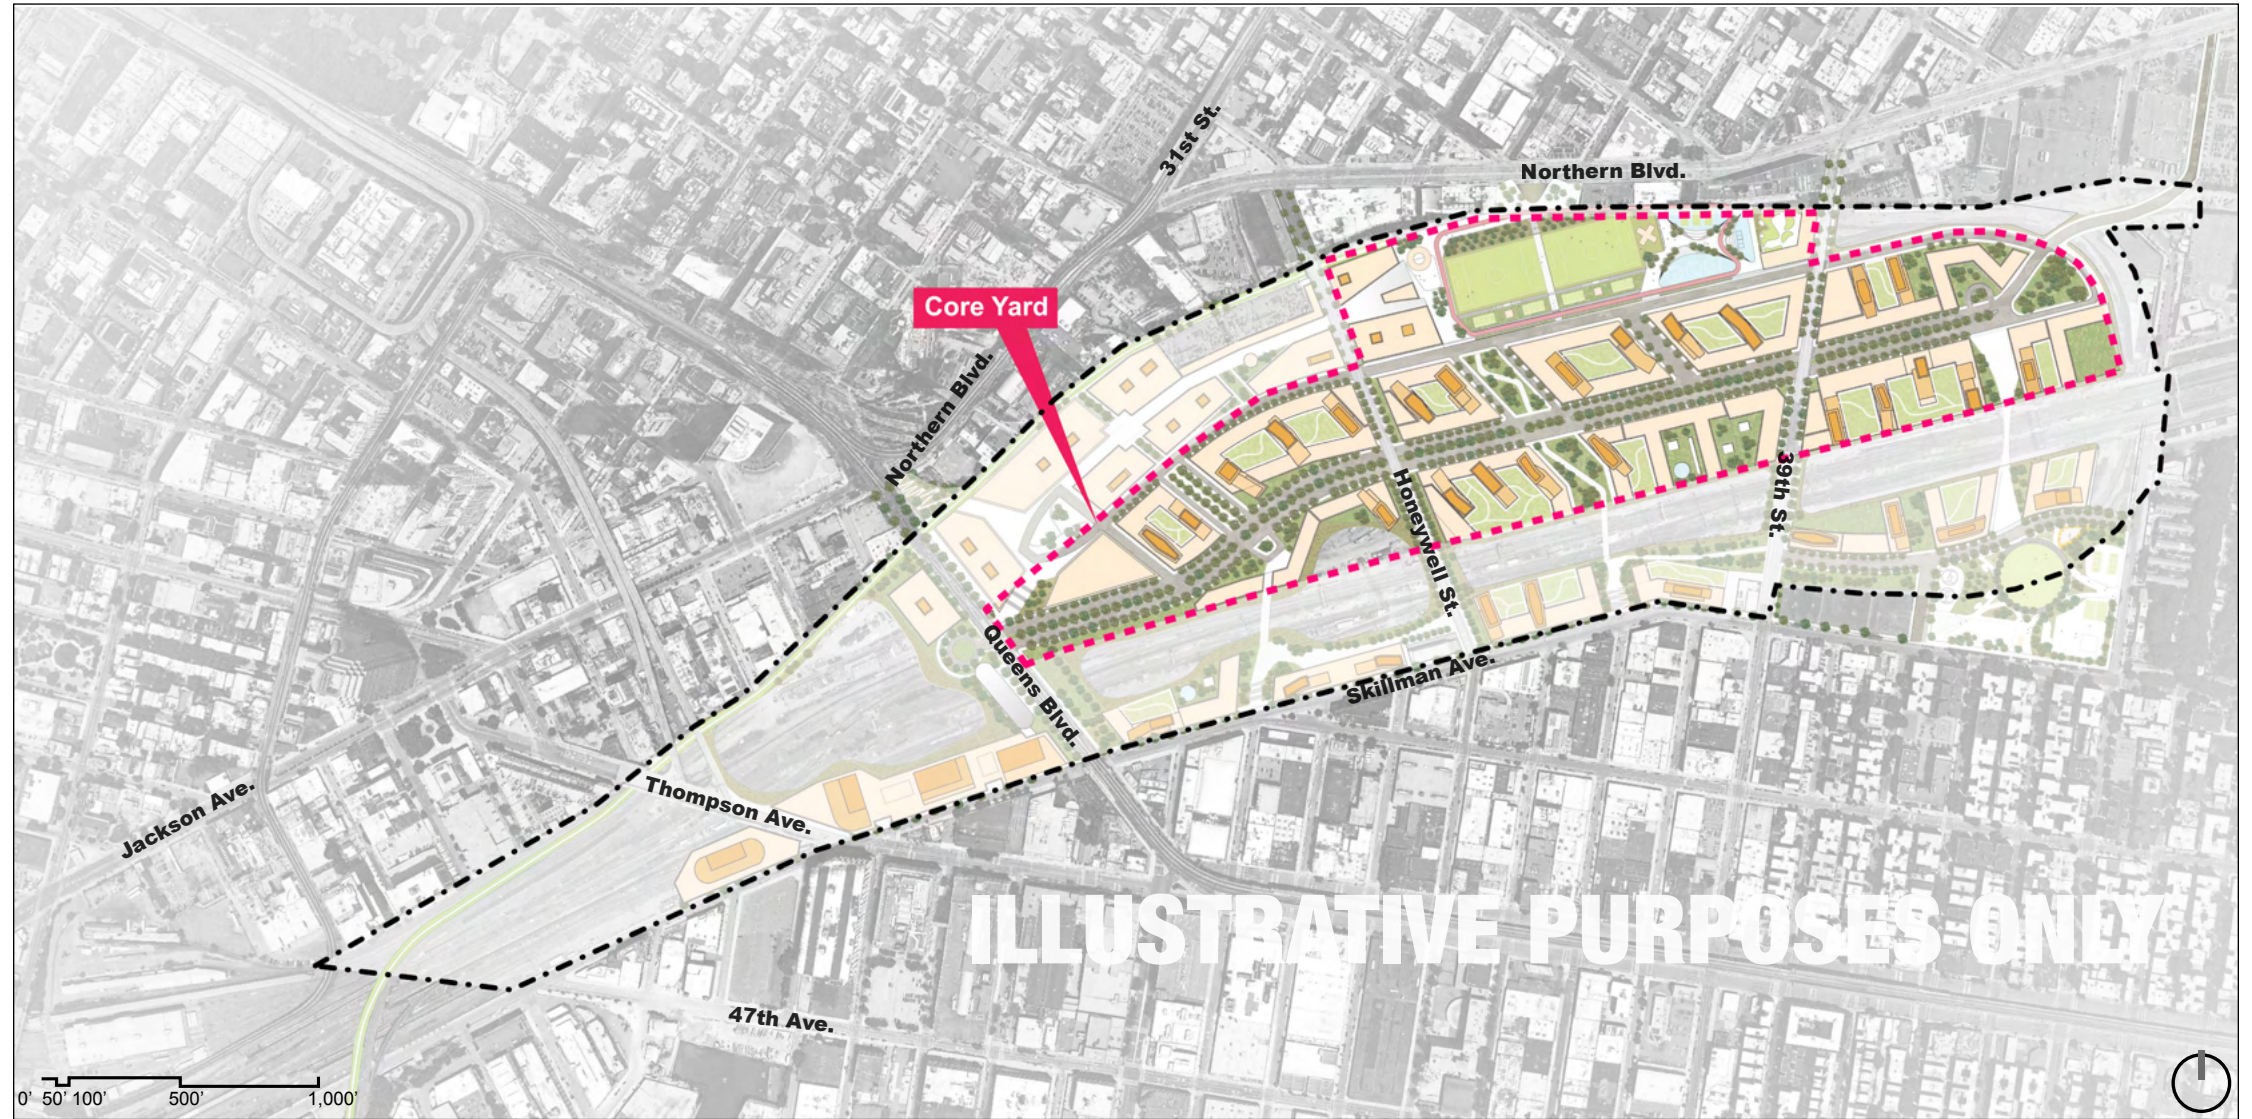 31st St.
Northern Blvd.
Core Yard
Northern Blvd.
39th St.
Honeywell St.
Queens Blvd.
Skillman Ave.
Thompson Ave.
Jackson Ave.
ILLUSTRATIVE PURPOSES ONLY
47th Ave.
0' 50' 100' 500' 1,000'